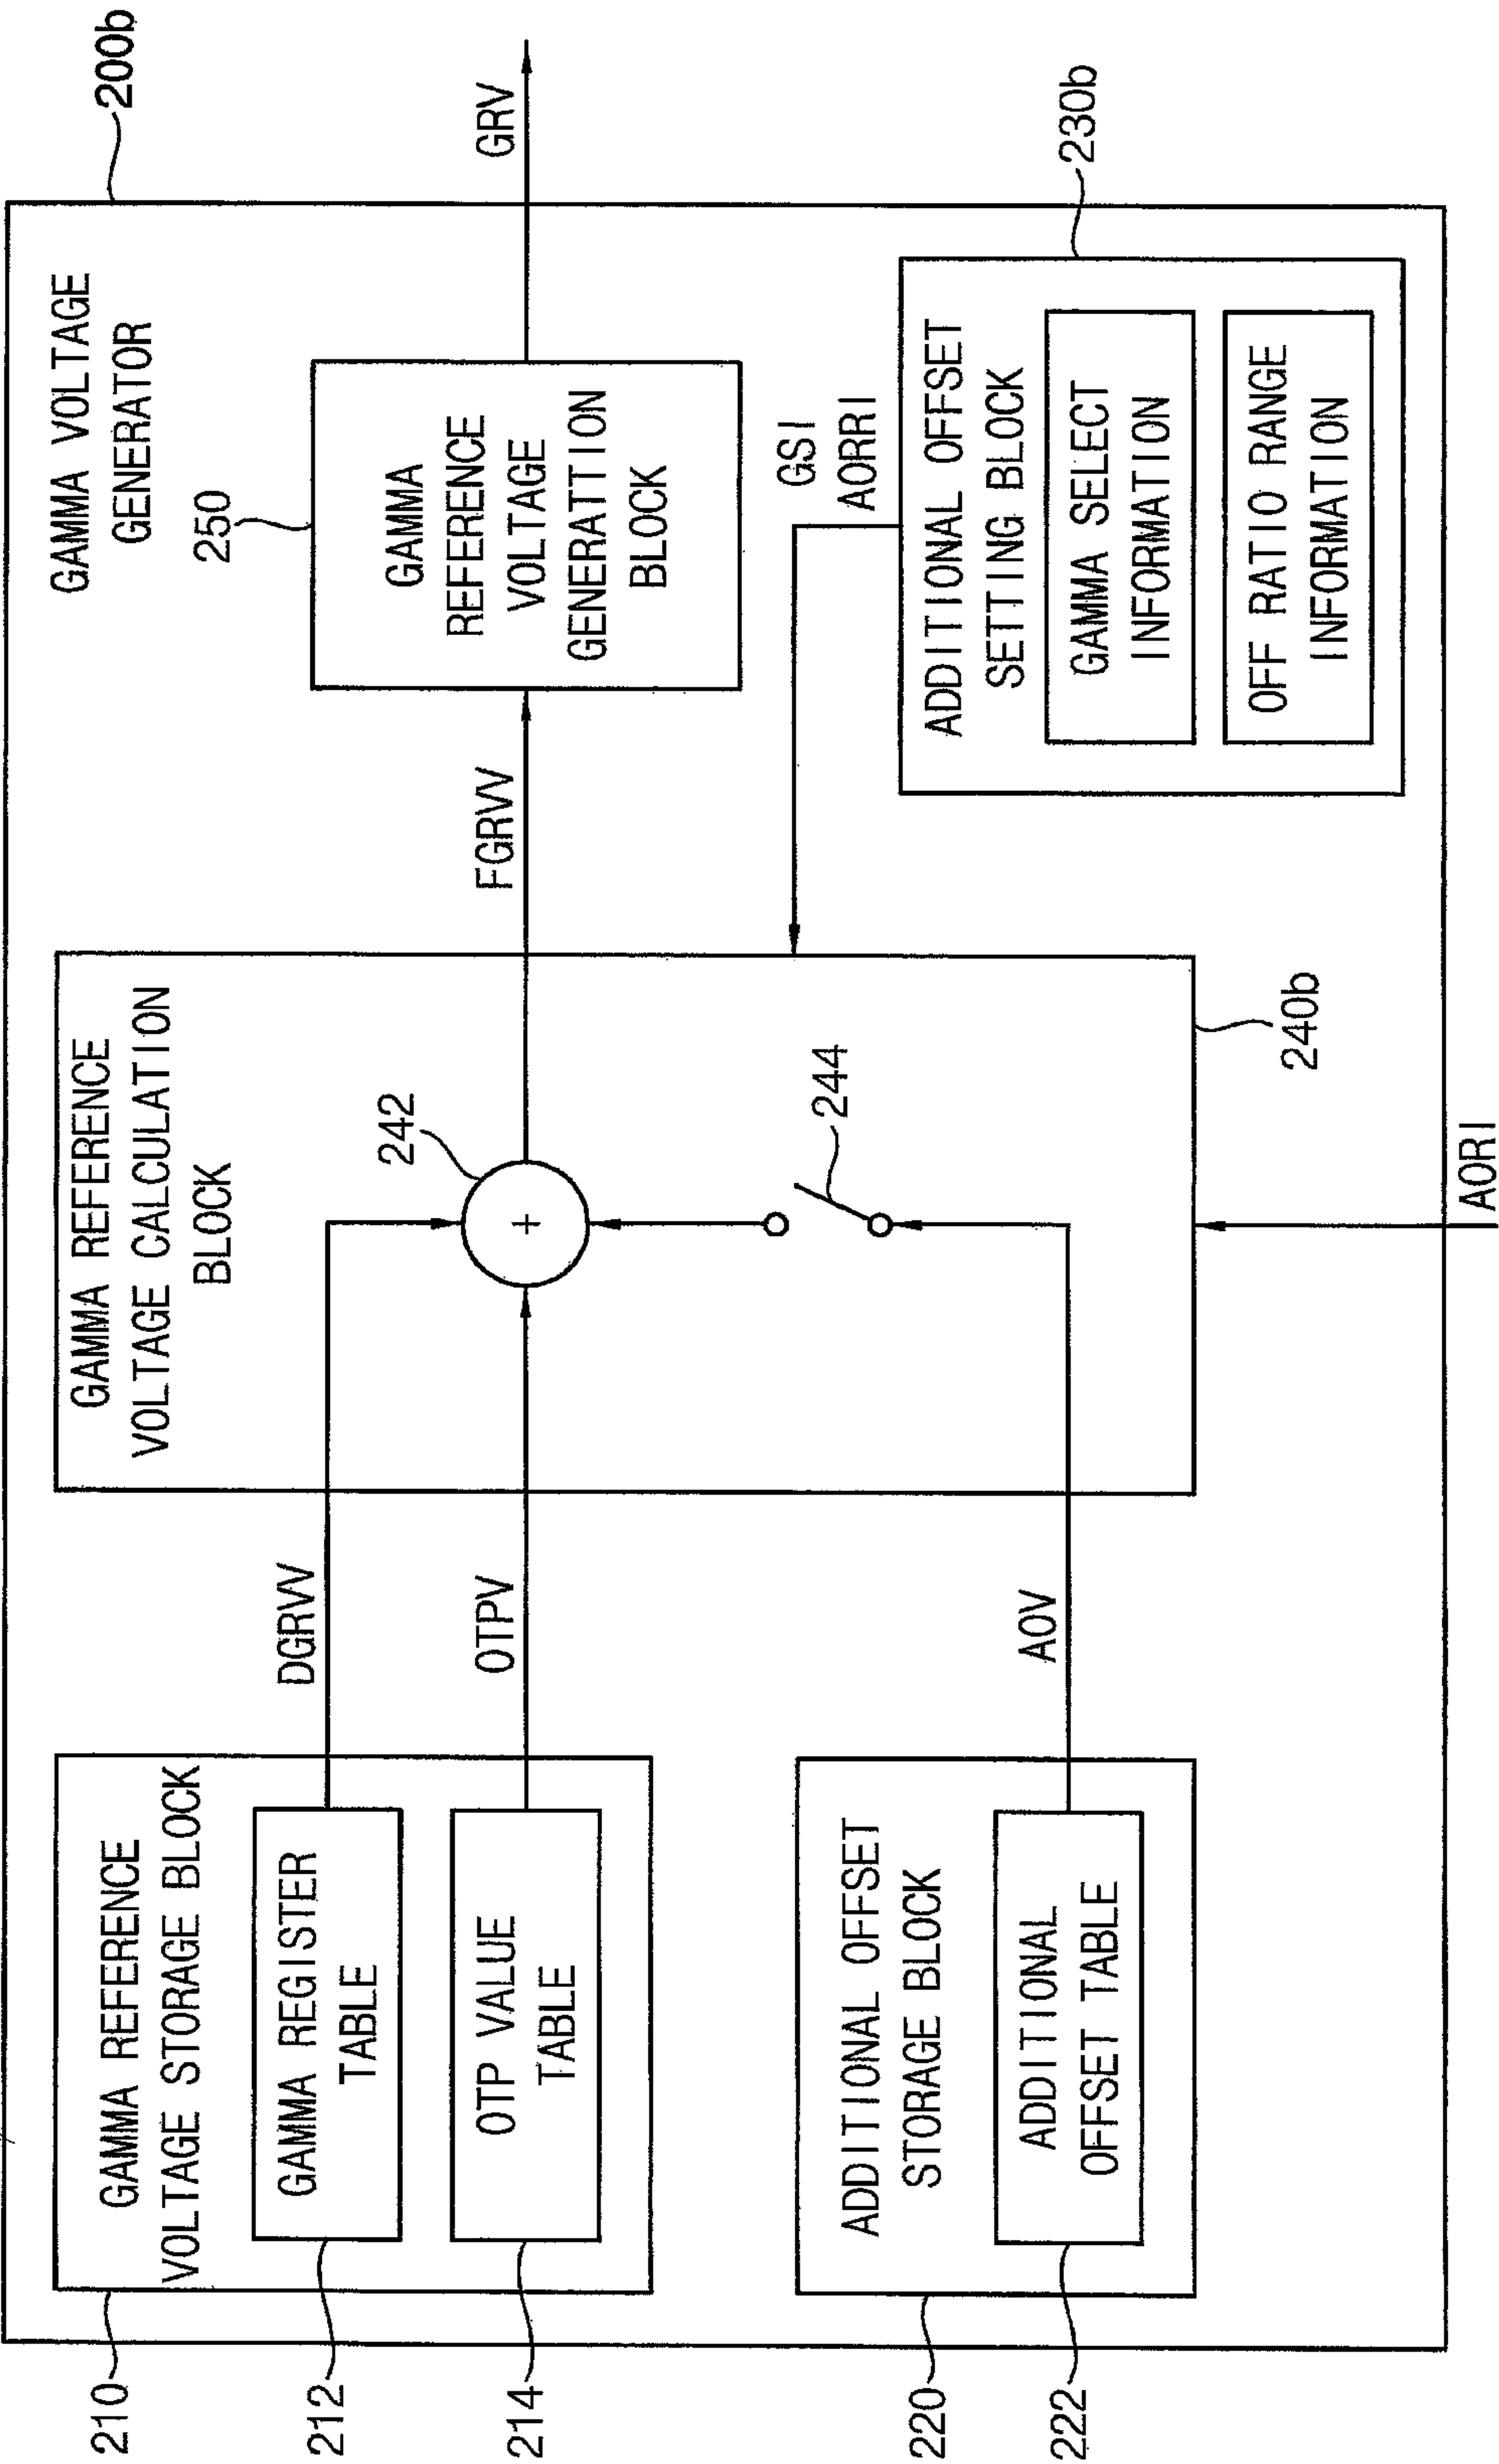 200b
GAMMA VOLTAGE
GENERATOR
210
GAMMA REFERENCE
VOLTAGE STORAGE BLOCK
212
GAMMA REGISTER
TABLE
214
OTP VALUE
TABLE
DGRVV
OTPV
GAMMA REFERENCE
VOLTAGE CALCULATION
BLOCK
242
+
244
240b
FGRVV
250
GAMMA
REFERENCE
VOLTAGE
GENERATTION
BLOCK
GRV
220
ADDITIONAL OFFSET
STORAGE BLOCK
222
ADDITIONAL
OFFSET TABLE
AOV
AORI
GSI
AORRI
230b
ADDITIONAL OFFSET
SETTING BLOCK
GAMMA SELECT
INFORMATION
OFF RATIO RANGE
INFORMATION